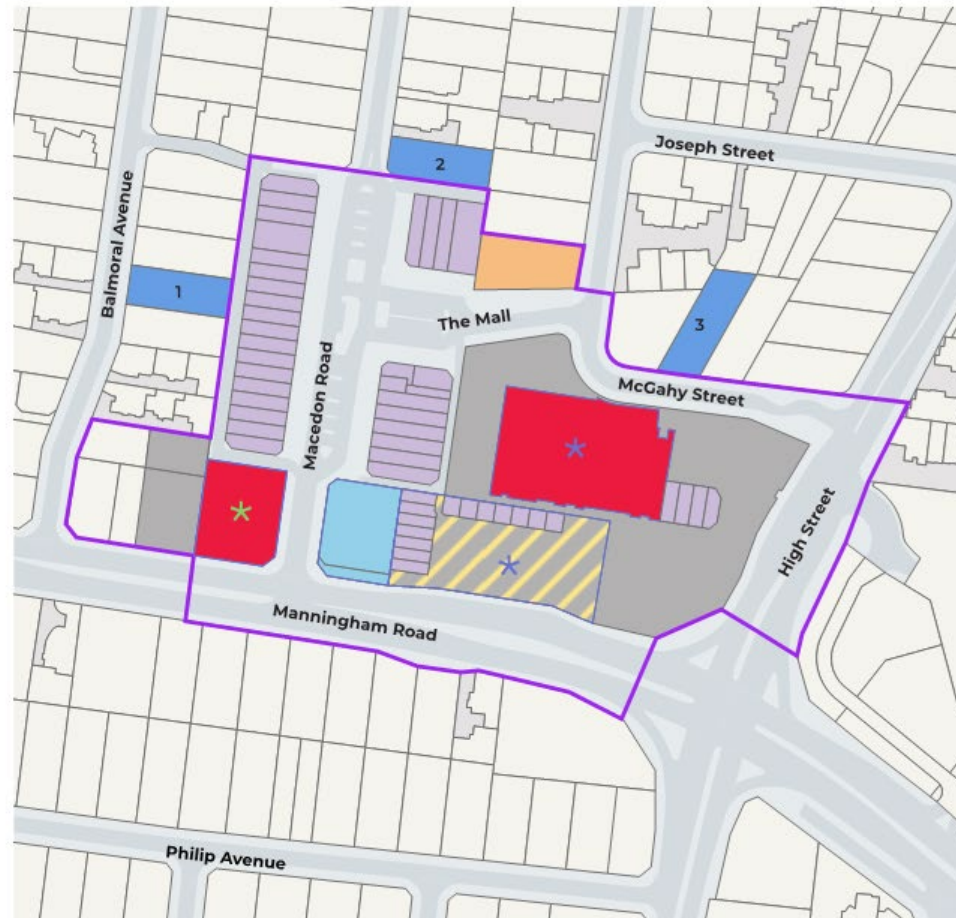 Joseph Street
2
Balmoral Avenue
1
The Mall
3
Macedon Road
McGahy Street
High Street
Manningham Road
Philip Avenue